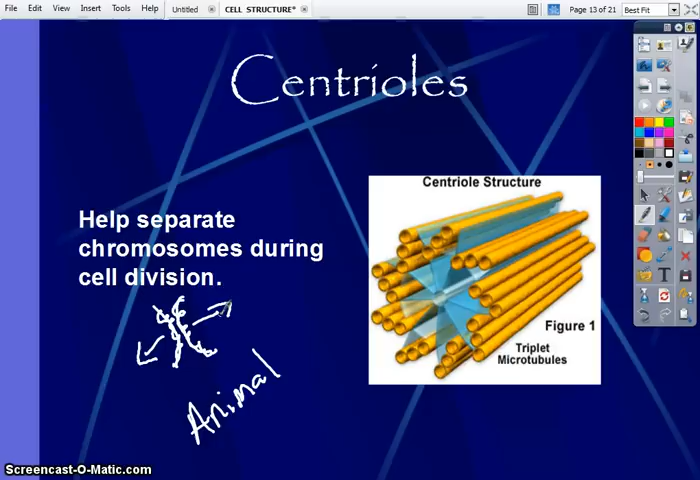 File Edit View Insert Tools Help Untitled CELL STRUCTURE* Page 13 of 21 Best Fit
Centrioles
Help separate
chromosomes during
cell division.
Animal
Centriole Structure
Figure 1
Triplet
Microtubules
Screencast-O-Matic.com